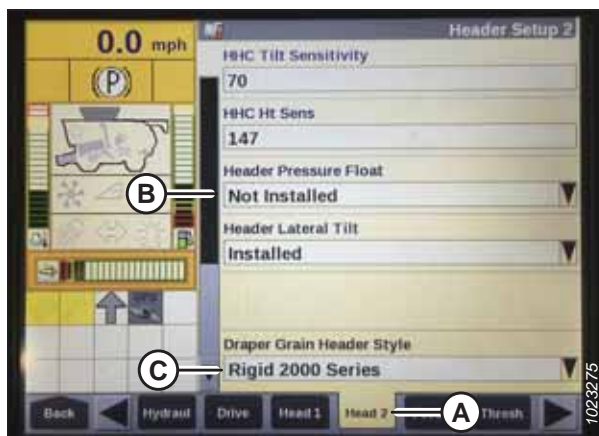 0.0 mph
Header Setup 2
(P)
HHC Tilt Sensitivity
70
HHC Ht Sens
147
Header Pressure Float
B
Not Installed
Header Lateral Tilt
Installed
Draper Grain Header Style
C
Rigid 2000 Series
Back
Hydraul
Drive
Head 1
Head 2
A
Thresh
1023275